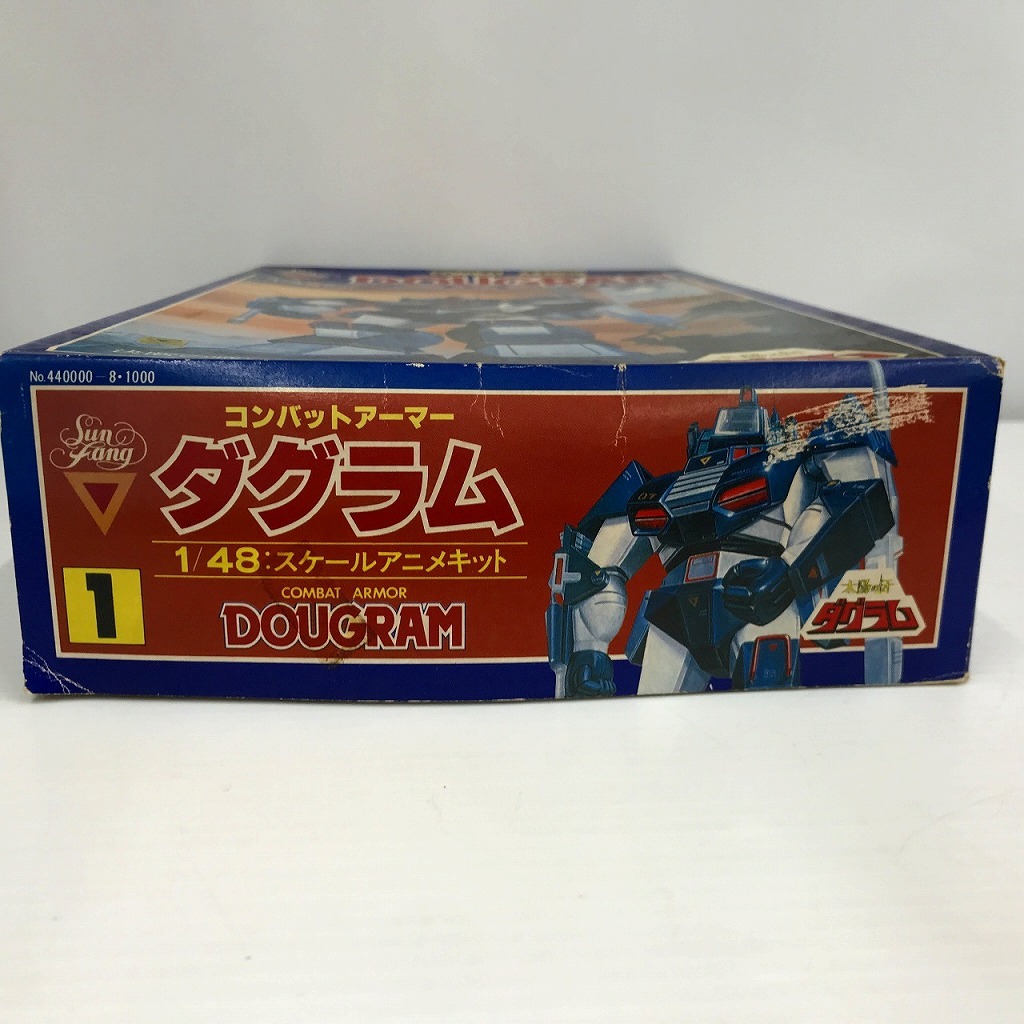 DOUGRAM
No.440000-8・1000
Sun Fang
コンバットアーマー
ダグラム
1/48:スケールアニメキット
1
COMBAT ARMOR
DOUGRAM
07
太陽の牙
ダグラム